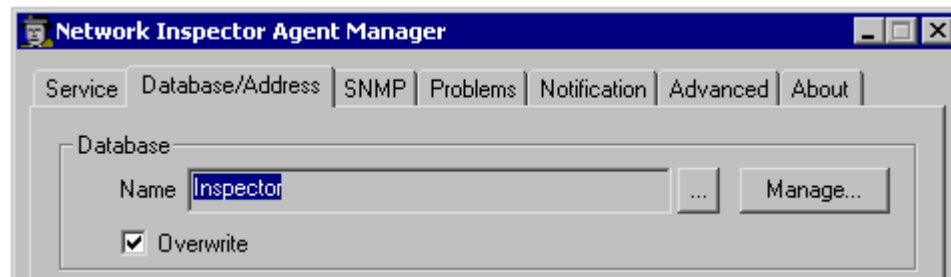 Network Inspector Agent Manager
Service Database/Address SNMP Problems Notification Advanced About
Database
Name Inspector ... Manage...
Overwrite